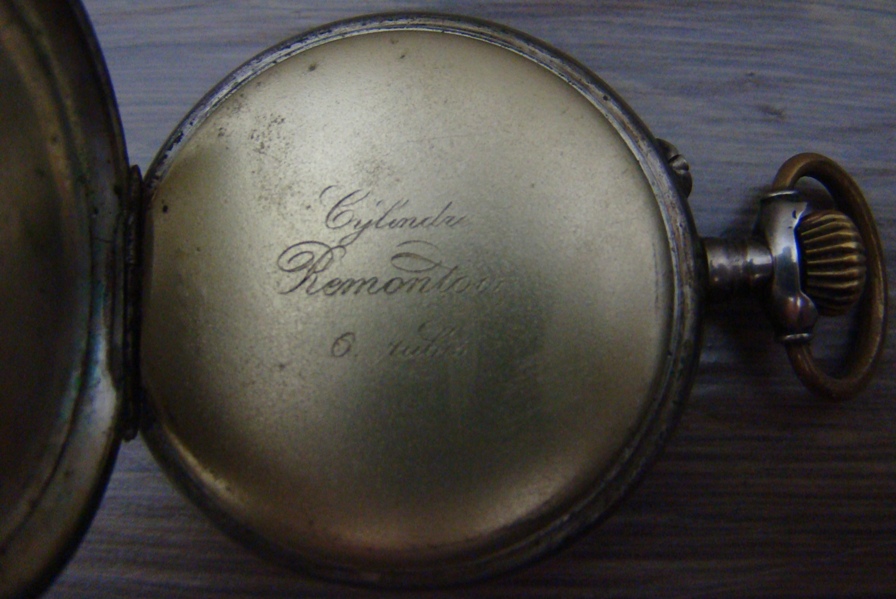 Cylindre
Remontoir
6. rubis